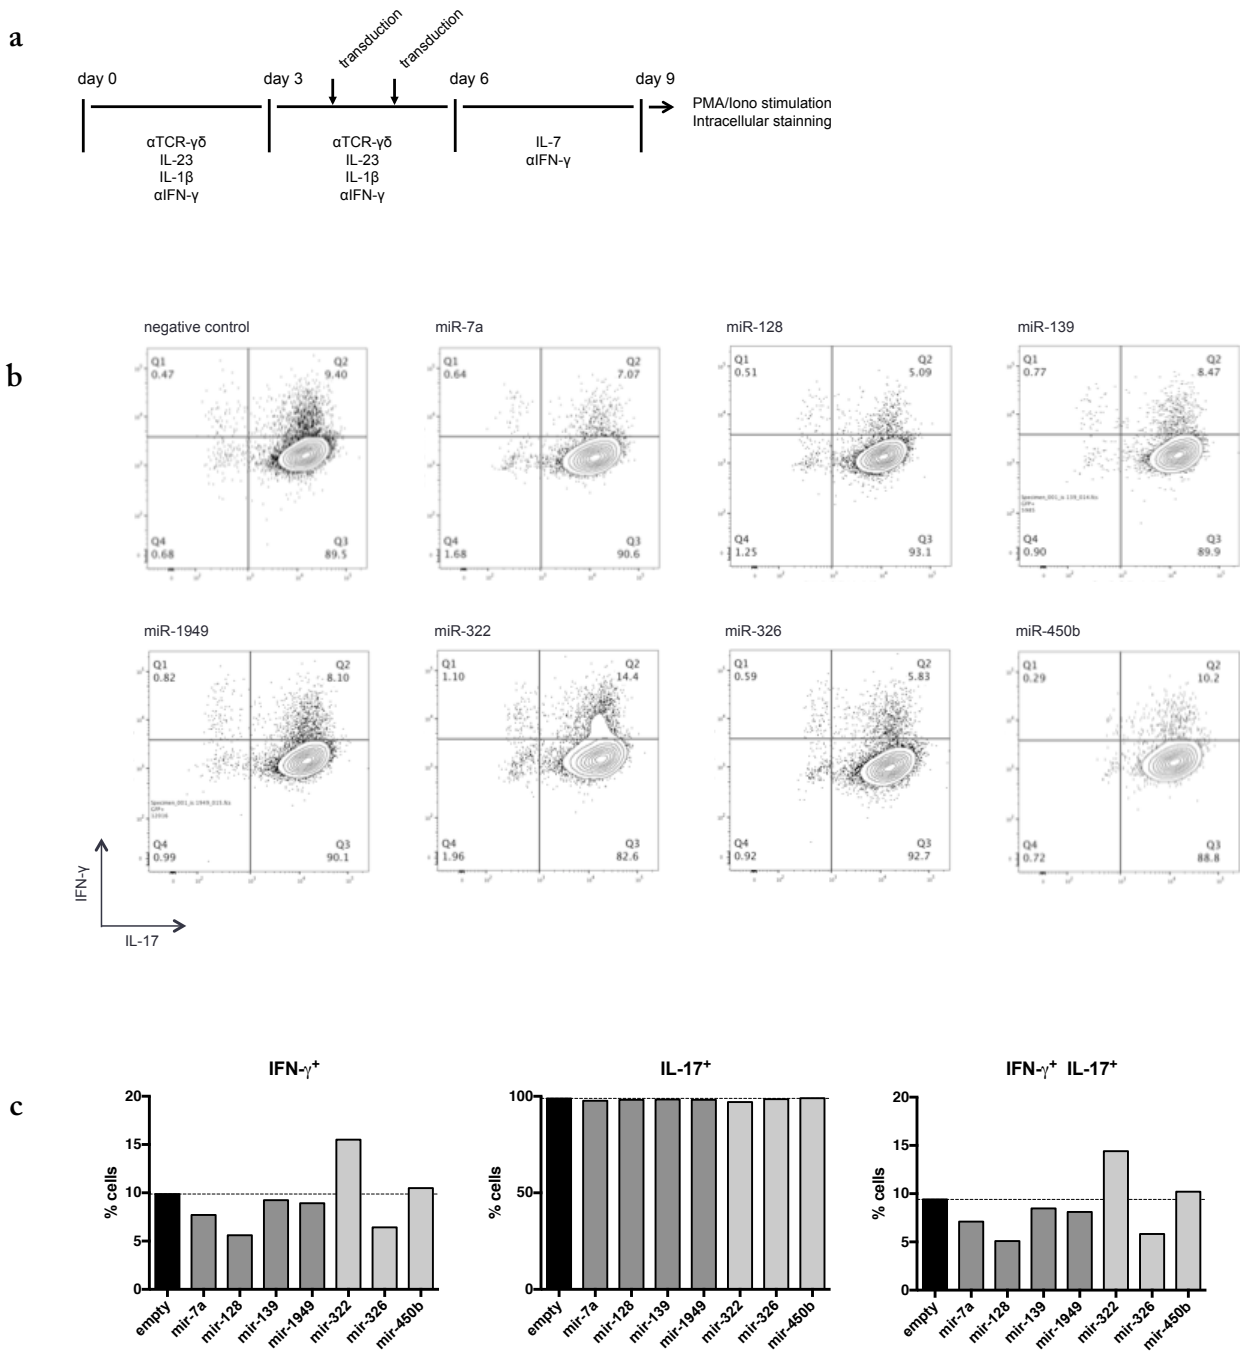 a
transduction transduction
day 0 day 3 day 6 day 9
αTCR-γδ
IL-23
IL-1β
αIFN-γ
αTCR-γδ
IL-23
IL-1β
αIFN-γ
IL-7
αIFN-γ
PMA/Iono stimulation
Intracellular stainning
b
negative control miR-7a miR-128 miR-139
Q1 Q2 Q1 Q2 Q1 Q2 Q1 Q2
0.47 9.40 0.64 7.07 0.51 5.09 0.77 8.47
Q4 Q3 Q4 Q3 Q4 Q3 Q4 Q3
0.68 89.5 1.68 90.6 1.25 93.1 0.90 89.9
miR-1949 miR-322 miR-326 miR-450b
Q1 Q2 Q1 Q2 Q1 Q2 Q1 Q2
0.82 8.10 1.10 14.4 0.59 5.83 0.29 10.2
Q4 Q3 Q4 Q3 Q4 Q3 Q4 Q3
0.99 90.1 1.96 82.6 0.92 92.7 0.72 88.8
IFN-γ
IL-17
c
IFN-γ+
% cells
20
15
10
5
0
empty mir-7a mir-128 mir-139 mir-1949 mir-322 mir-326 mir-450b
IL-17+
% cells
100
50
0
empty mir-7a mir-128 mir-139 mir-1949 mir-322 mir-326 mir-450b
IFN-γ+ IL-17+
% cells
20
15
10
5
0
empty mir-7a mir-128 mir-139 mir-1949 mir-322 mir-326 mir-450b